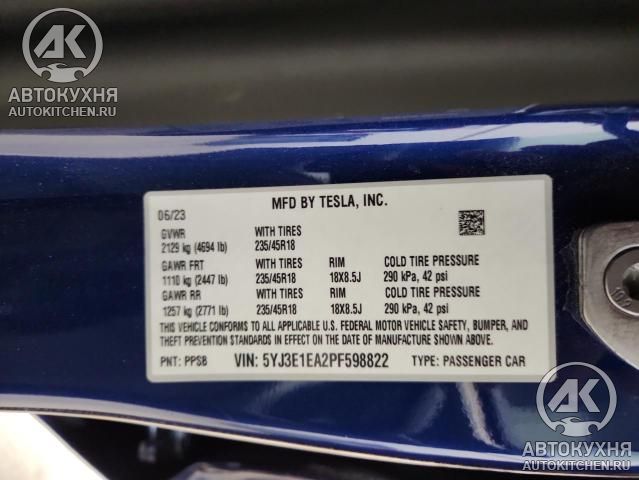 AK
АВТОКУХНЯ
AUTOKITCHEN.RU
MFD BY TESLA, INC.
06/23
GVWR WITH TIRES
2129 kg (4694 lb) 235/45R18
GAWR FRT WITH TIRES RIM COLD TIRE PRESSURE
1110 kg (2447 lb) 235/45R18 18X8.5J 290 kPa, 42 psi
GAWR RR WITH TIRES RIM COLD TIRE PRESSURE
1257 kg (2771 lb) 235/45R18 18X8.5J 290 kPa, 42 psi
THIS VEHICLE CONFORMS TO ALL APPLICABLE U.S. FEDERAL MOTOR VEHICLE SAFETY, BUMPER, AND
THEFT PREVENTION STANDARDS IN EFFECT ON THE DATE OF MANUFACTURE SHOWN ABOVE.
PNT: PPSB VIN: 5YJ3E1EA2PF598822 TYPE: PASSENGER CAR
AK
АВТОКУХНЯ
AUTOKITCHEN.RU